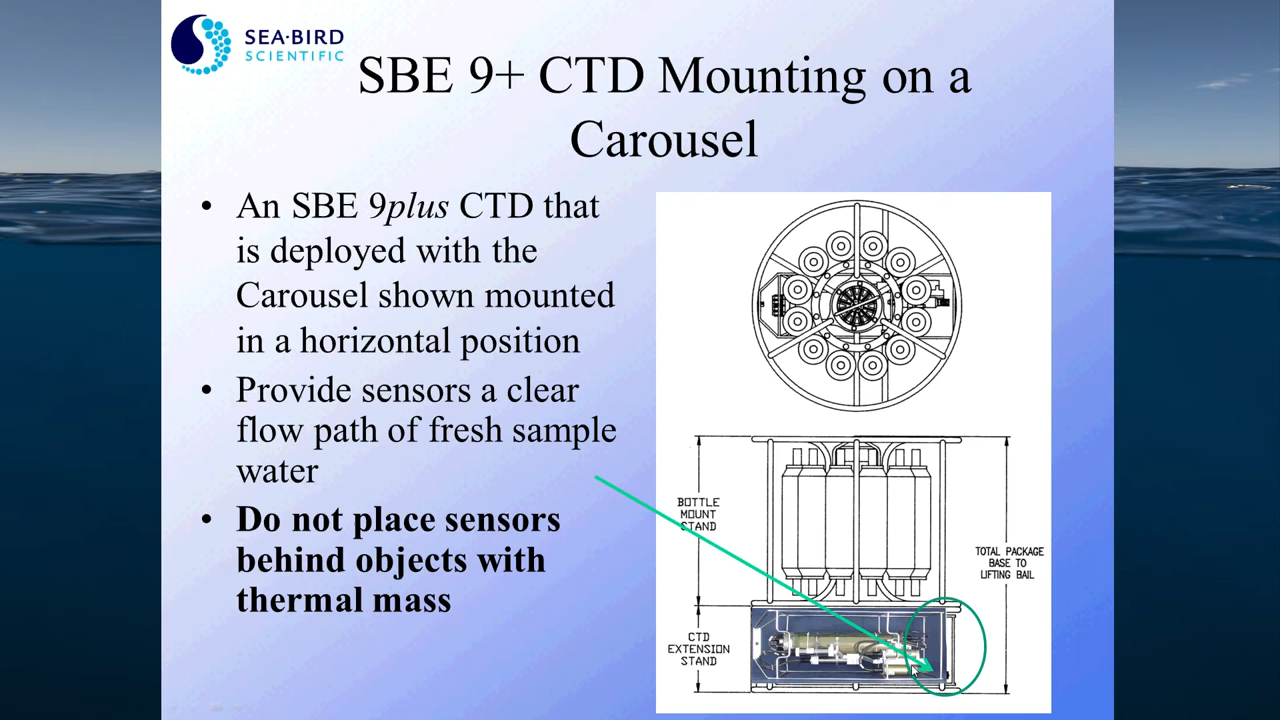 SEA·BIRD
SCIENTIFIC
SBE 9+ CTD Mounting on a
Carousel
• An SBE 9plus CTD that
is deployed with the
Carousel shown mounted
in a horizontal position
• Provide sensors a clear
flow path of fresh sample
water
• Do not place sensors
behind objects with
thermal mass
BOTTLE
MOUNT
STAND
TOTAL PACKAGE
BASE TO
LIFTING BAIL
CTD
EXTENSION
STAND